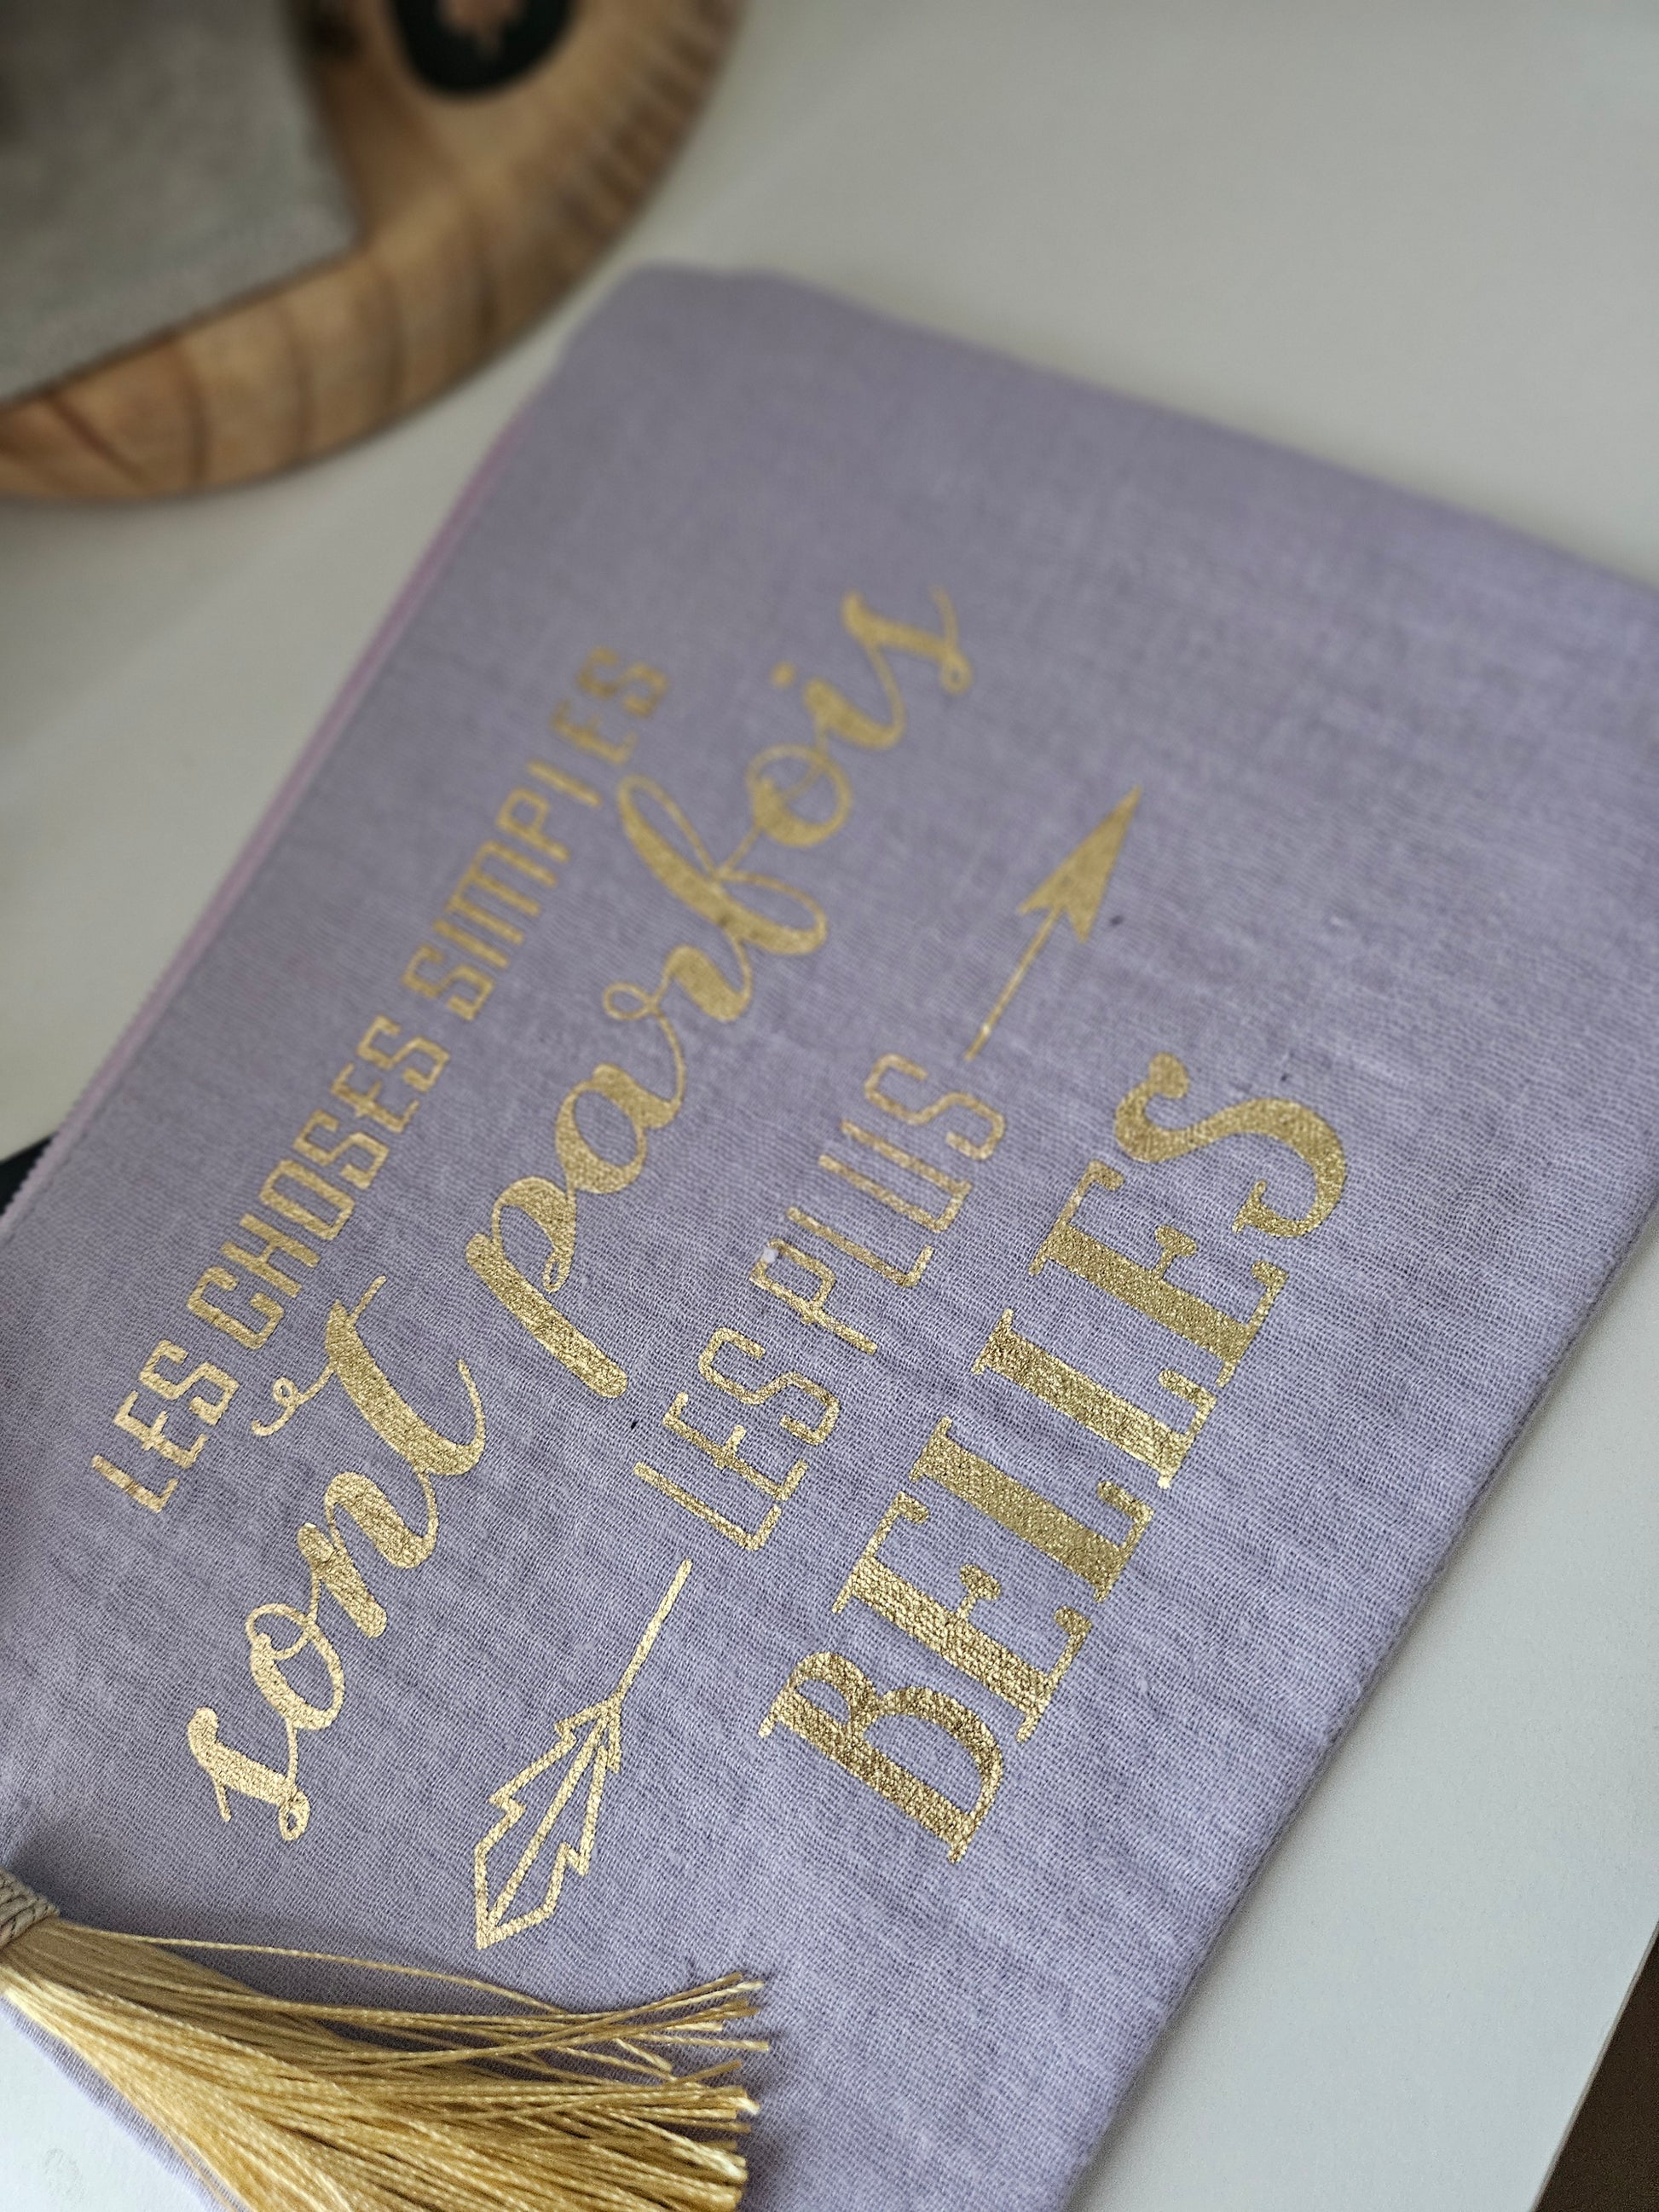 LES CHOSES SIMPLES
sont parfois
LES PLUS
BELLES